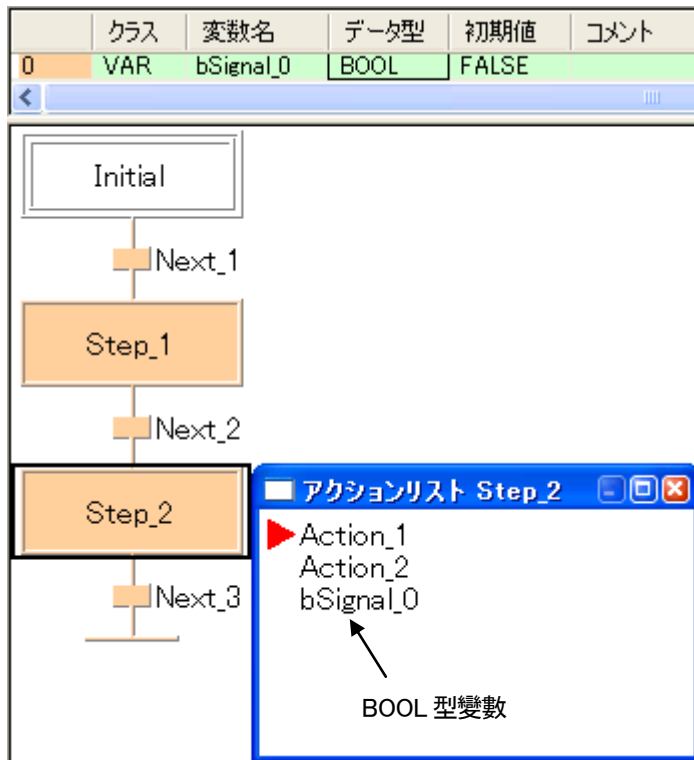 クラス 変数名 データ型 初期値 コメント
0 VAR bSignal_0 BOOL FALSE
Initial
Next_1
Step_1
Next_2
Step_2
Next_3
アクションリスト Step_2
Action_1
Action_2
bSignal_0
BOOL 型變數